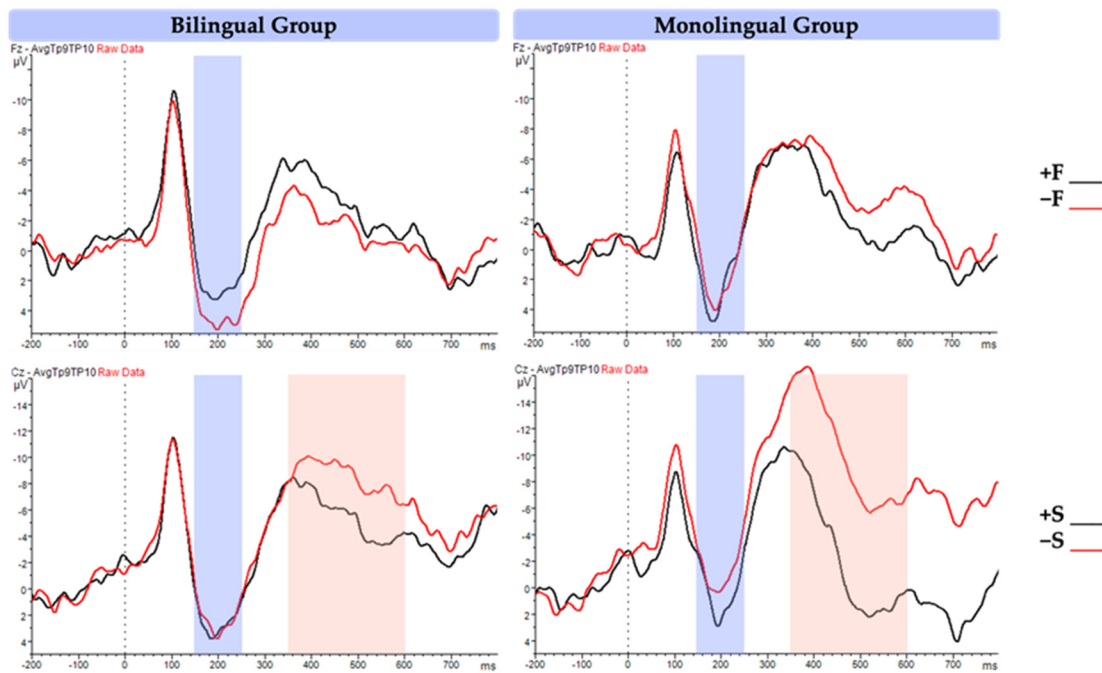 Bilingual Group
Monolingual Group
Fz - AvgTp9TP10 Raw Data
µV
-10
-8
-6
-4
-2
0
2
4
-200 -100 0 100 200 300 400 500 600 700 ms
Fz - AvgTp9TP10 Raw Data
µV
-10
-8
-6
-4
-2
0
2
4
-200 -100 0 100 200 300 400 500 600 700 ms
+F
−F
Cz - AvgTp9TP10 Raw Data
µV
-14
-12
-10
-8
-6
-4
-2
0
2
4
-200 -100 0 100 200 300 400 500 600 700 ms
Cz - AvgTp9TP10 Raw Data
µV
-14
-12
-10
-8
-6
-4
-2
0
2
4
-200 -100 0 100 200 300 400 500 600 700 ms
+S
−S